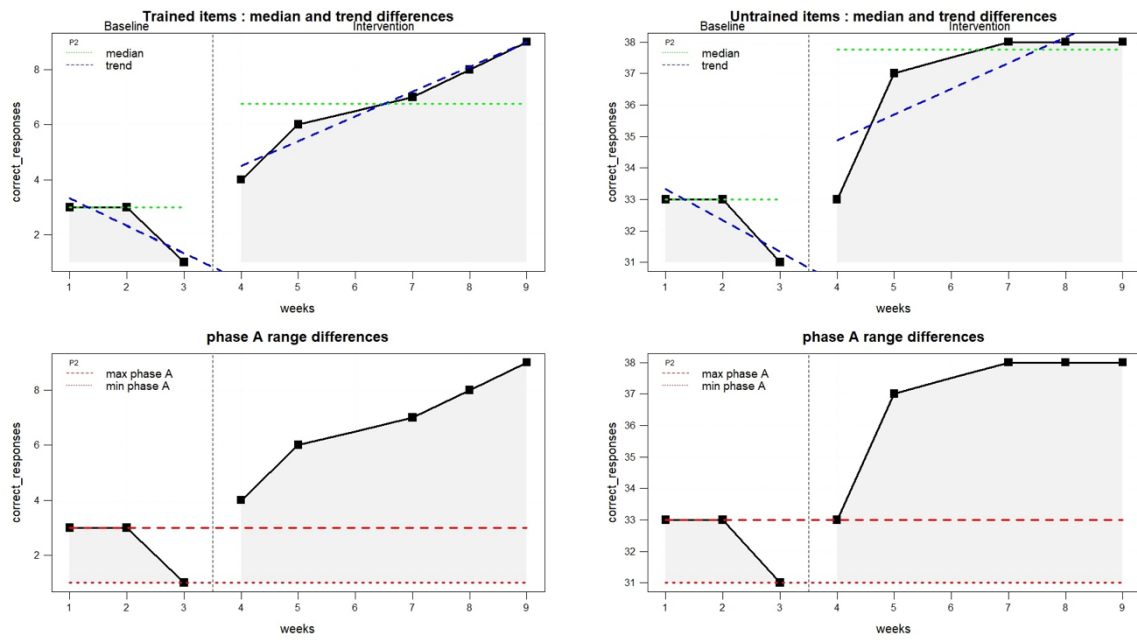 Trained items : median and trend differences
Baseline
Intervention
P2
median
trend
8
6
4
2
correct_responses
1 2 3 4 5 6 7 8 9
weeks
Untrained items : median and trend differences
Baseline
Intervention
P2
median
trend
38
37
36
35
34
33
32
31
correct_responses
1 2 3 4 5 6 7 8 9
weeks
phase A range differences
P2
max phase A
min phase A
8
6
4
2
correct_responses
1 2 3 4 5 6 7 8 9
weeks
phase A range differences
P2
max phase A
min phase A
38
37
36
35
34
33
32
31
correct_responses
1 2 3 4 5 6 7 8 9
weeks